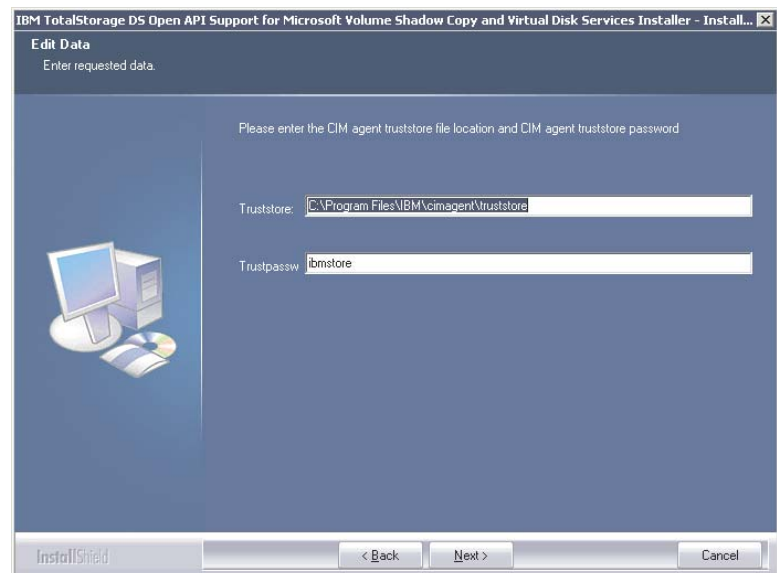 IBM TotalStorage DS Open API Support for Microsoft Volume Shadow Copy and Virtual Disk Services Installer - Install...
Edit Data
Enter requested data.
Please enter the CIM agent truststore file location and CIM agent truststore password
Truststore: C:\Program Files\IBM\cimagent\truststore
Trustpassw ibmstore
InstallShield
< Back Next > Cancel